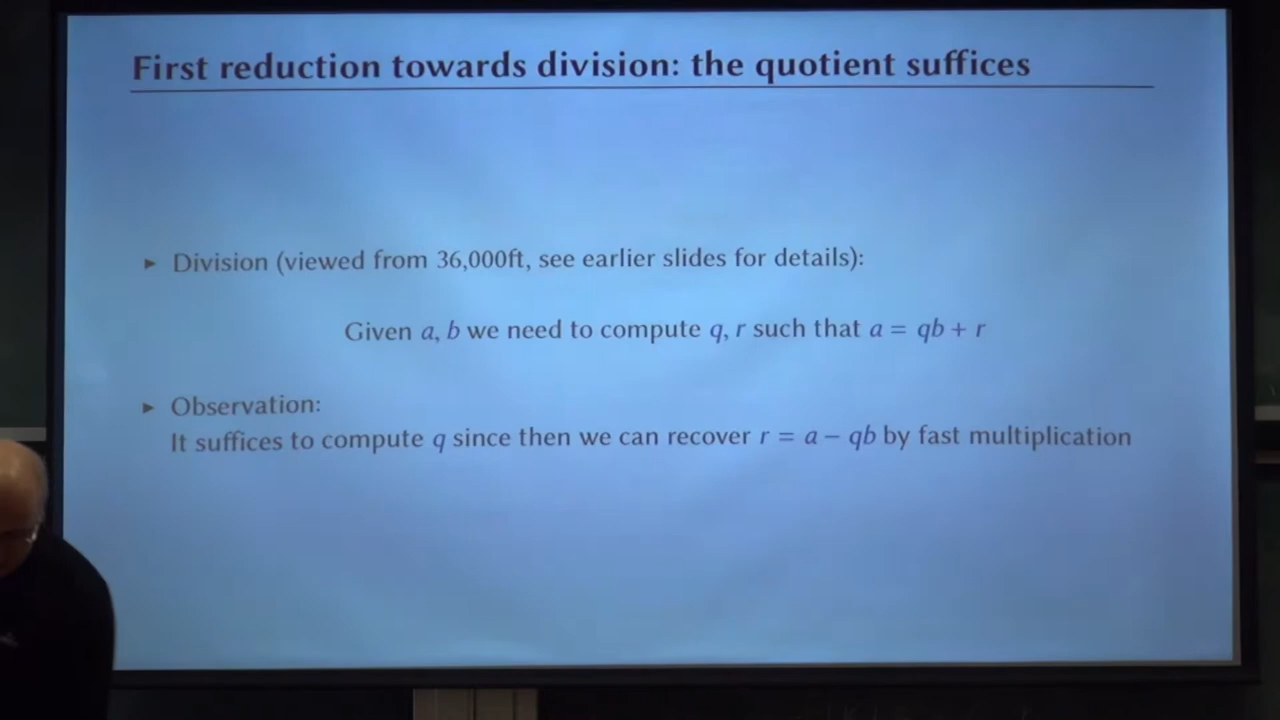 First reduction towards division: the quotient suffices
▸ Division (viewed from 36,000ft, see earlier slides for details):
Given a, b we need to compute q, r such that a = qb + r
▸ Observation:
It suffices to compute q since then we can recover r = a − qb by fast multiplication